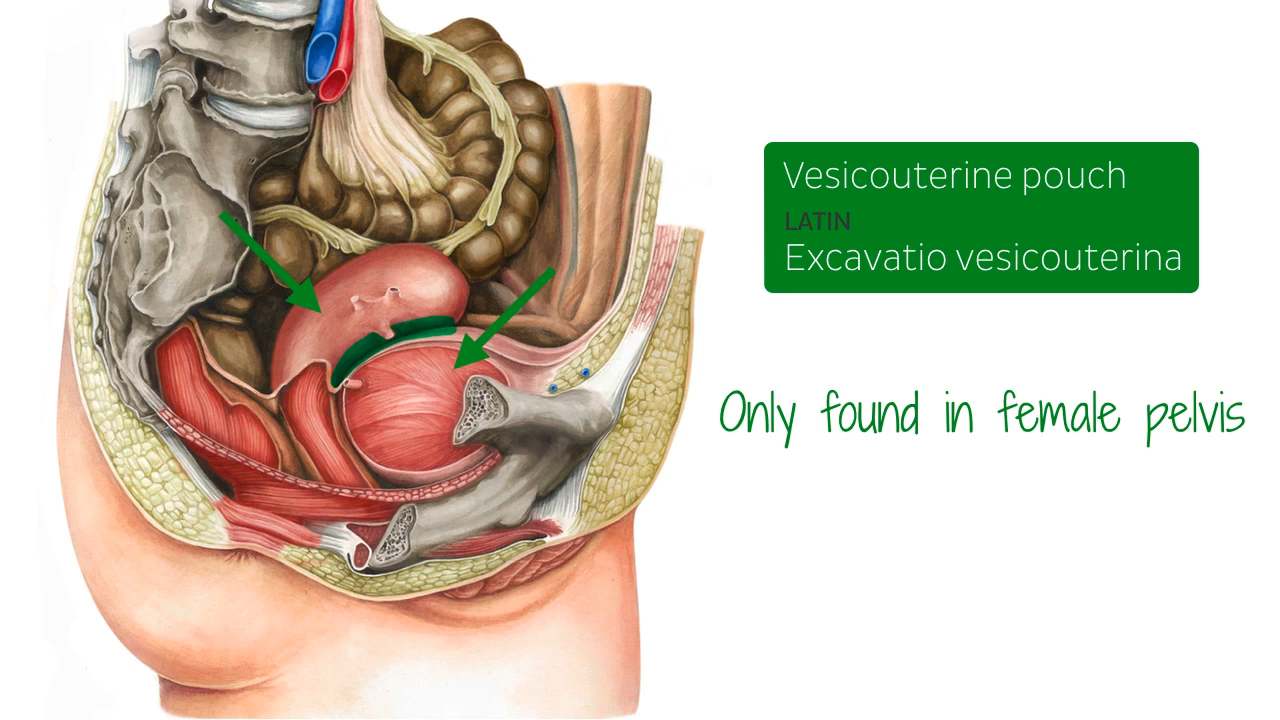 Vesicouterine pouch
LATIN
Excavatio vesicouterina
Only found in female pelvis